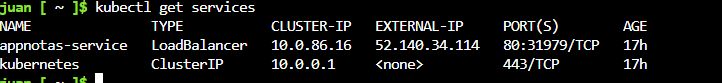 juan [ ~ ]$ kubectl get services
NAME TYPE CLUSTER-IP EXTERNAL-IP PORT(S) AGE
appnotas-service LoadBalancer 10.0.86.16 52.140.34.114 80:31979/TCP 17h
kubernetes ClusterIP 10.0.0.1 <none> 443/TCP 17h
juan [ ~ ]$